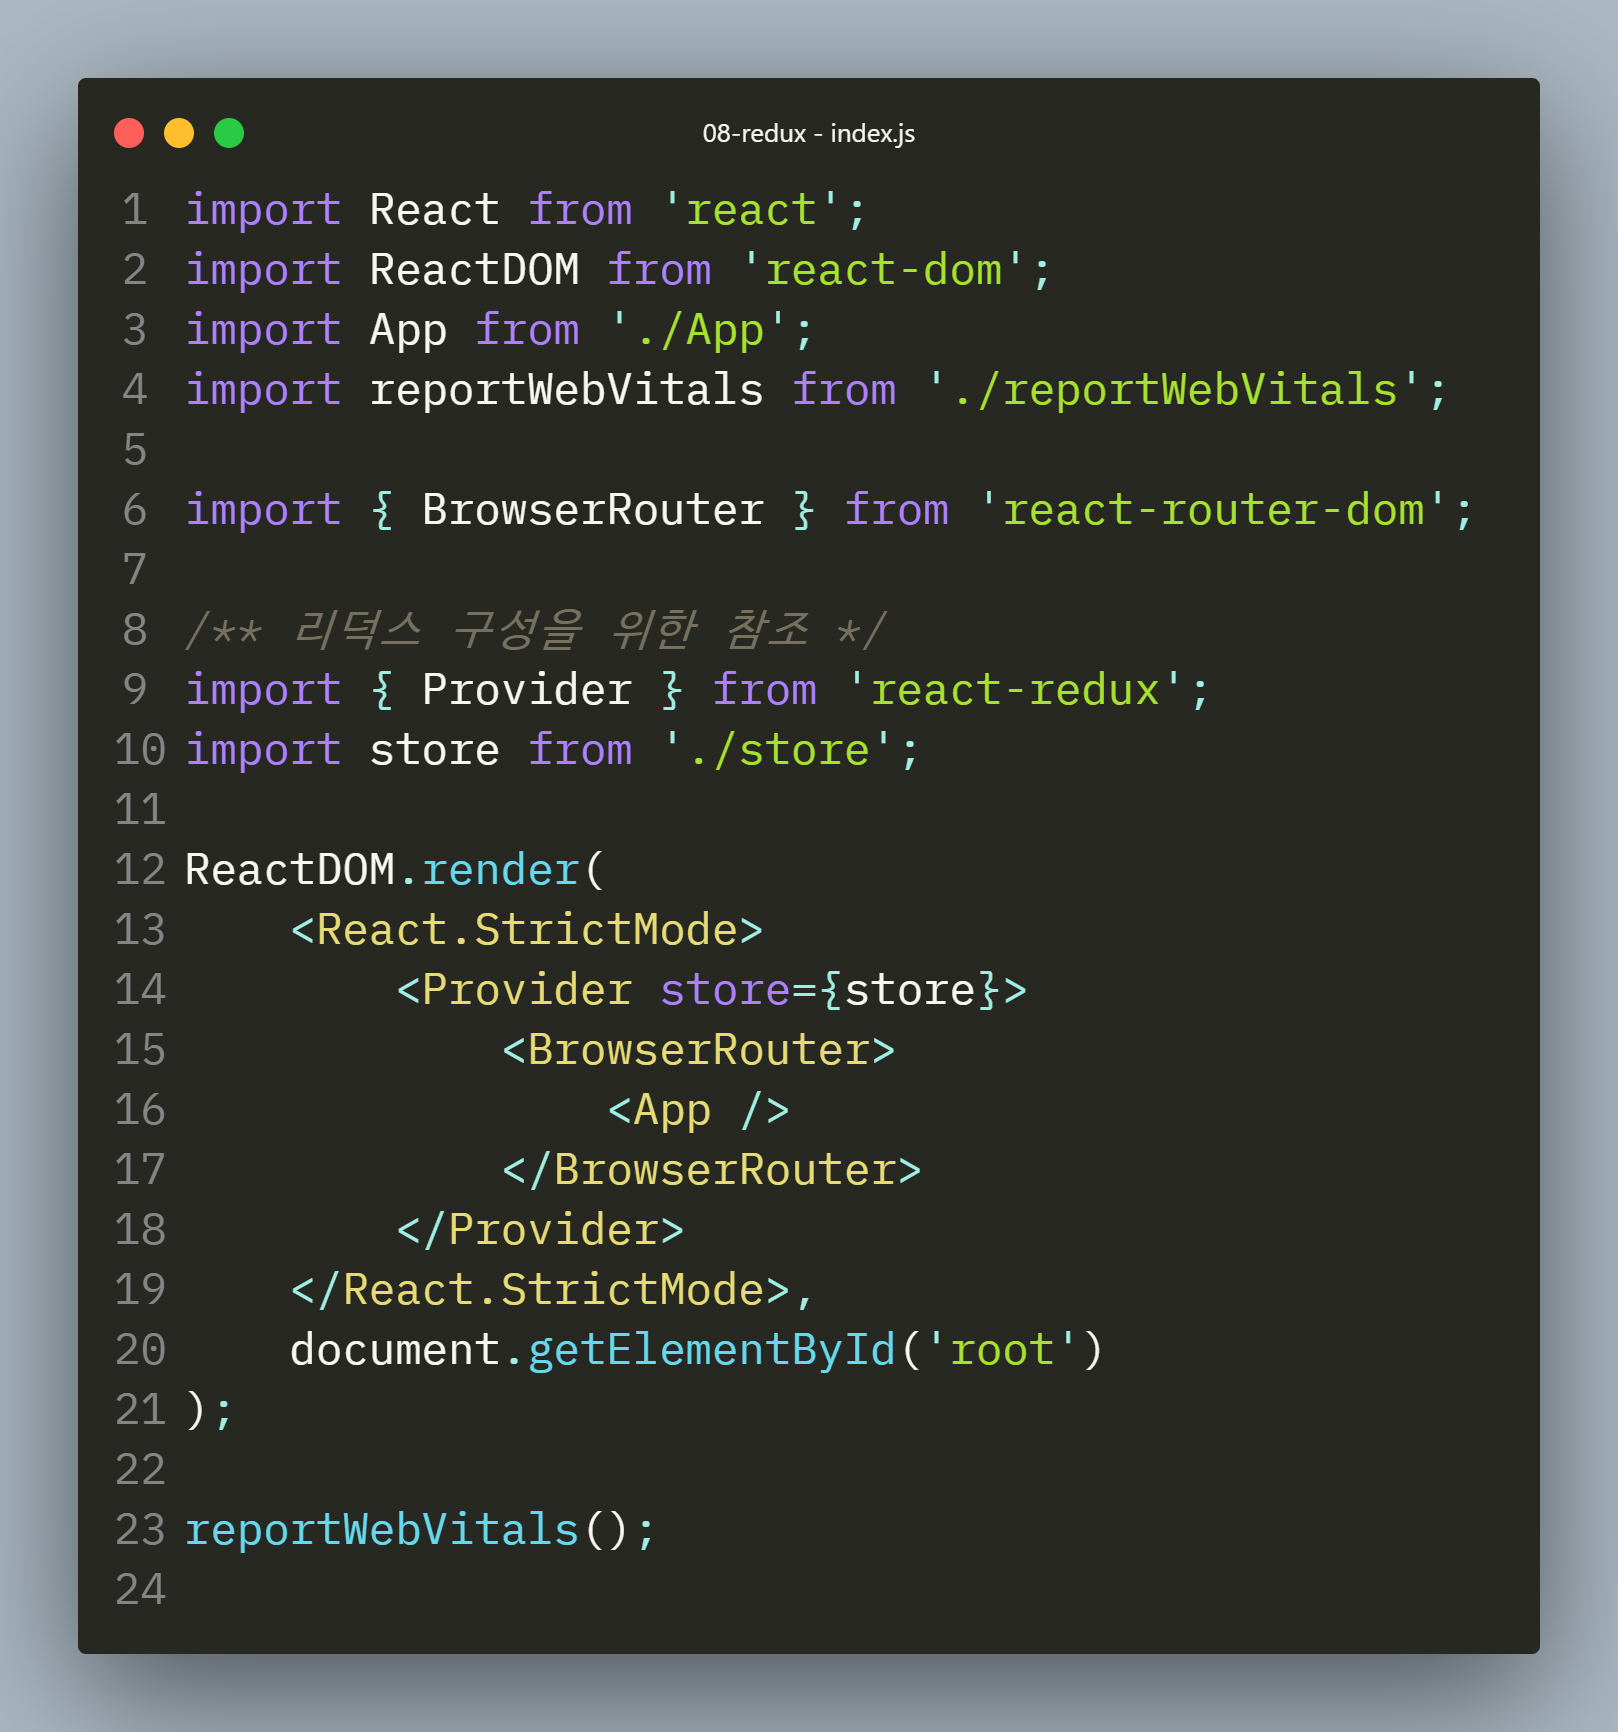 08-redux - index.js
1 import React from 'react';
2 import ReactDOM from 'react-dom';
3 import App from './App';
4 import reportWebVitals from './reportWebVitals';
5
6 import { BrowserRouter } from 'react-router-dom';
7
8 /** 리덕스 구성을 위한 참조 */
9 import { Provider } from 'react-redux';
10 import store from './store';
11
12 ReactDOM.render(
13     <React.StrictMode>
14         <Provider store={store}>
15             <BrowserRouter>
16                 <App />
17             </BrowserRouter>
18         </Provider>
19     </React.StrictMode>,
20     document.getElementById('root')
21 );
22
23 reportWebVitals();
24